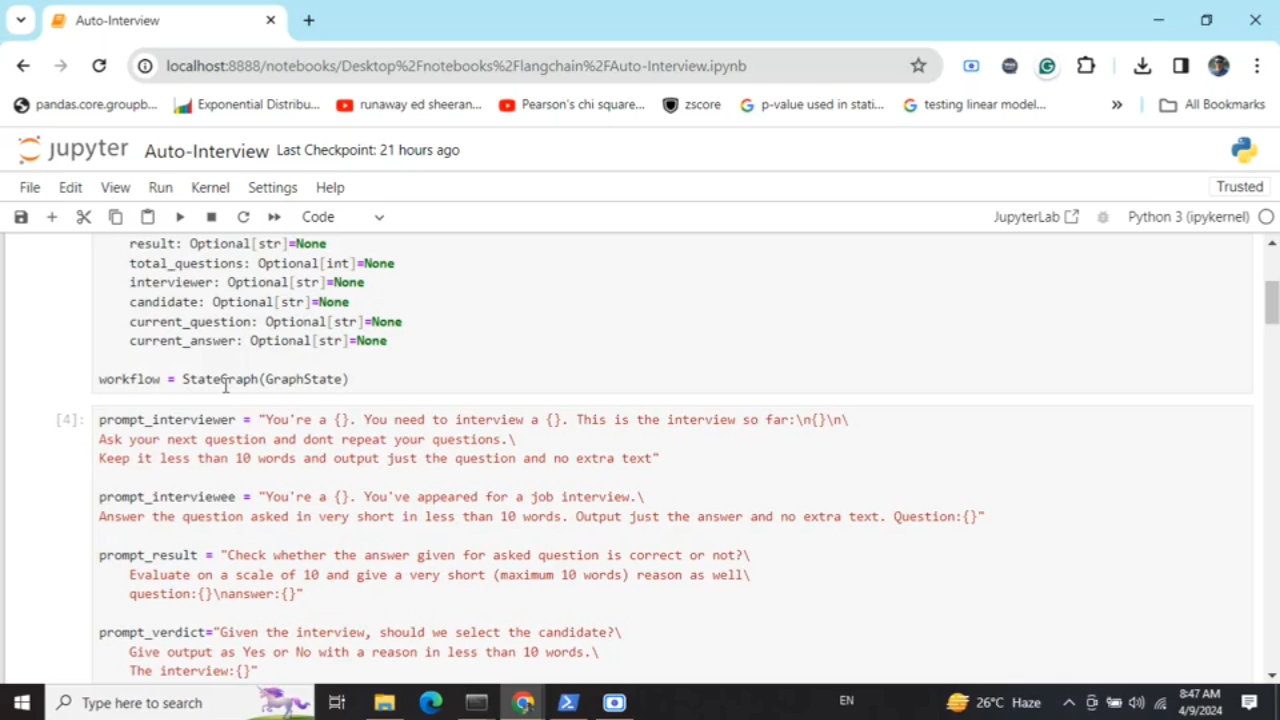 Auto-Interview
localhost:8888/notebooks/Desktop%2Fnotebooks%2Flangchain%2FAuto-Interview.ipynb
pandas.core.groupb...
Exponential Distribu...
runaway ed sheeran...
Pearson's chi square...
zscore
p-value used in stati...
testing linear model...
»
All Bookmarks
jupyter
Auto-Interview
Last Checkpoint: 21 hours ago
File Edit View Run Kernel Settings Help
Trusted
Code
JupyterLab
Python 3 (ipykernel)
result: Optional[str]=None
total_questions: Optional[int]=None
interviewer: Optional[str]=None
candidate: Optional[str]=None
current_question: Optional[str]=None
current_answer: Optional[str]=None
workflow = StateGraph(GraphState)
[4]:
prompt_interviewer = "You're a {}. You need to interview a {}. This is the interview so far:\n{}\n\
Ask your next question and dont repeat your questions.\
Keep it less than 10 words and output just the question and no extra text"
prompt_interviewee = "You're a {}. You've appeared for a job interview.\
Answer the question asked in very short in less than 10 words. Output just the answer and no extra text. Question:{}"
prompt_result = "Check whether the answer given for asked question is correct or not?\
Evaluate on a scale of 10 and give a very short (maximum 10 words) reason as well\
question:{}\nanswer:{}"
prompt_verdict="Given the interview, should we select the candidate?\
Give output as Yes or No with a reason in less than 10 words.\
The interview:{}"
Type here to search
EN
26°C Haze
8:47 AM
4/9/2024